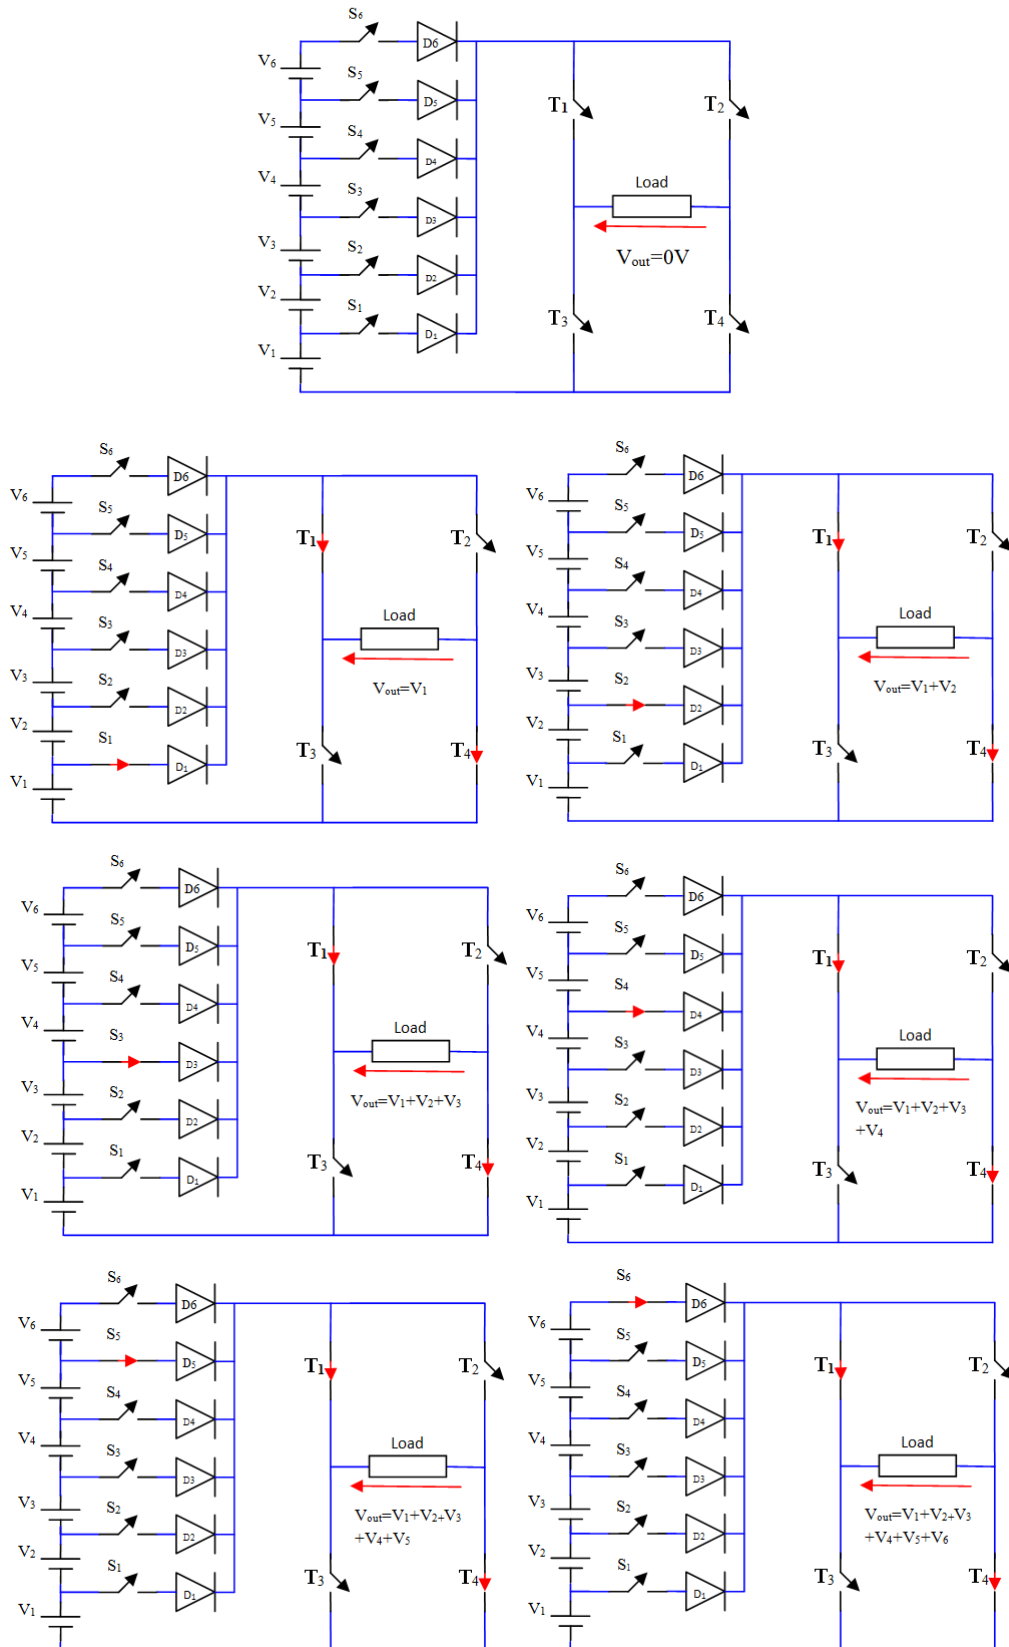 S6
D6
V6
S5
D5
T1
T2
V5
S4
D4
V4
Load
S3
D3
V3
Vout=0V
S2
D2
V2
S1
T3
T4
D1
V1
S6
D6
V6
S5
D5
T1
T2
V5
S4
D4
V4
Load
S3
D3
V3
S2
Vout=V1
D2
V2
S1
T3
T4
D1
V1
S6
D6
V6
S5
D5
T1
T2
V5
S4
D4
V4
Load
S3
D3
V3
S2
Vout=V1+V2
D2
V2
S1
T3
T4
D1
V1
S6
D6
V6
S5
D5
T1
T2
V5
S4
D4
V4
Load
S3
D3
V3
S2
Vout=V1+V2+V3
D2
V2
S1
T3
T4
D1
V1
S6
D6
V6
S5
D5
T1
T2
V5
S4
D4
V4
Load
S3
D3
V3
S2
Vout=V1+V2+V3
+V4
D2
V2
S1
T3
T4
D1
V1
S6
D6
V6
S5
D5
T1
T2
V5
S4
D4
V4
Load
S3
D3
V3
S2
Vout=V1+V2+V3
+V4+V5
D2
V2
S1
T3
T4
D1
V1
S6
D6
V6
S5
D5
T1
T2
V5
S4
D4
V4
Load
S3
D3
V3
S2
Vout=V1+V2+V3
+V4+V5+V6
D2
V2
S1
T3
T4
D1
V1